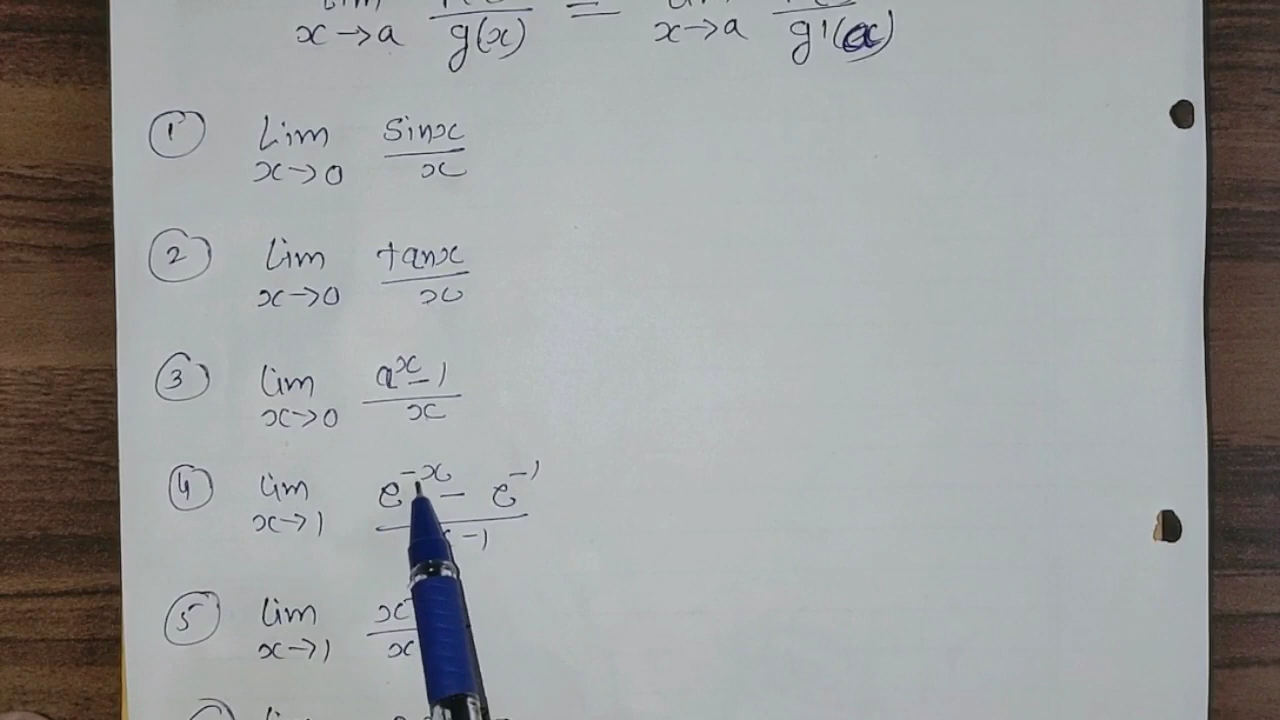 x→a g(x) = x→a g'(x)
① Lim sinx
x→0 x
② Lim tanx
x→0 x
③ Lim a^x-1
x→0 x
④ Lim e^-x - e^-1
x→1 -1
⑤ Lim x
x→1 x